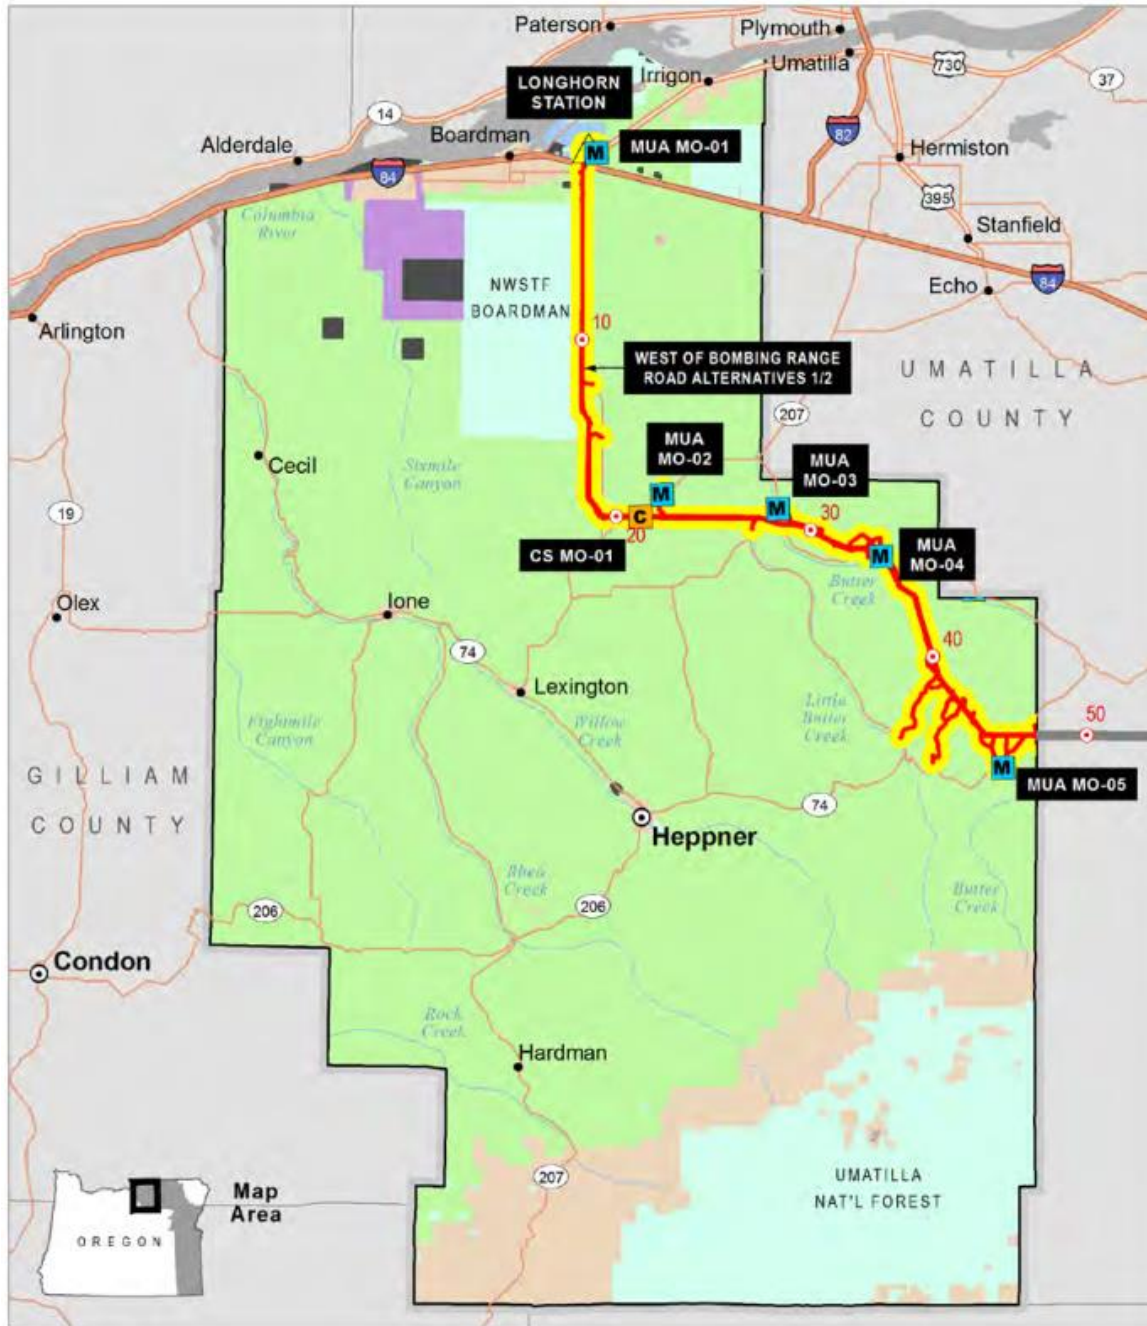 Paterson
Plymouth
Umatilla
730
37
Irrigon
LONGHORN
STATION
14
Boardman
MUA MO-01
82
Alderdale
Hermiston
84
395
Columbia
River
Stanfield
NWSTF
BOARDMAN
Echo
84
Arlington
10
WEST OF BOMBING RANGE
ROAD ALTERNATIVES 1/2
UMATILLA
COUNTY
207
MUA
MO-02
MUA
MO-03
Cecil
Sixmile
Canyon
M
M
M
19
C
20
30
CS MO-01
MUA
MO-04
M
Butter
Creek
Olex
Ione
40
74
Lexington
Eightmile
Canyon
Willow
Creek
Little
Butter
Creek
50
GILLIAM
COUNTY
M
MUA MO-05
74
Heppner
Rhea
Creek
Butter
Creek
206
206
Condon
Rock
Creek
Hardman
207
UMATILLA
NAT'L FOREST
Map
Area
OREGON